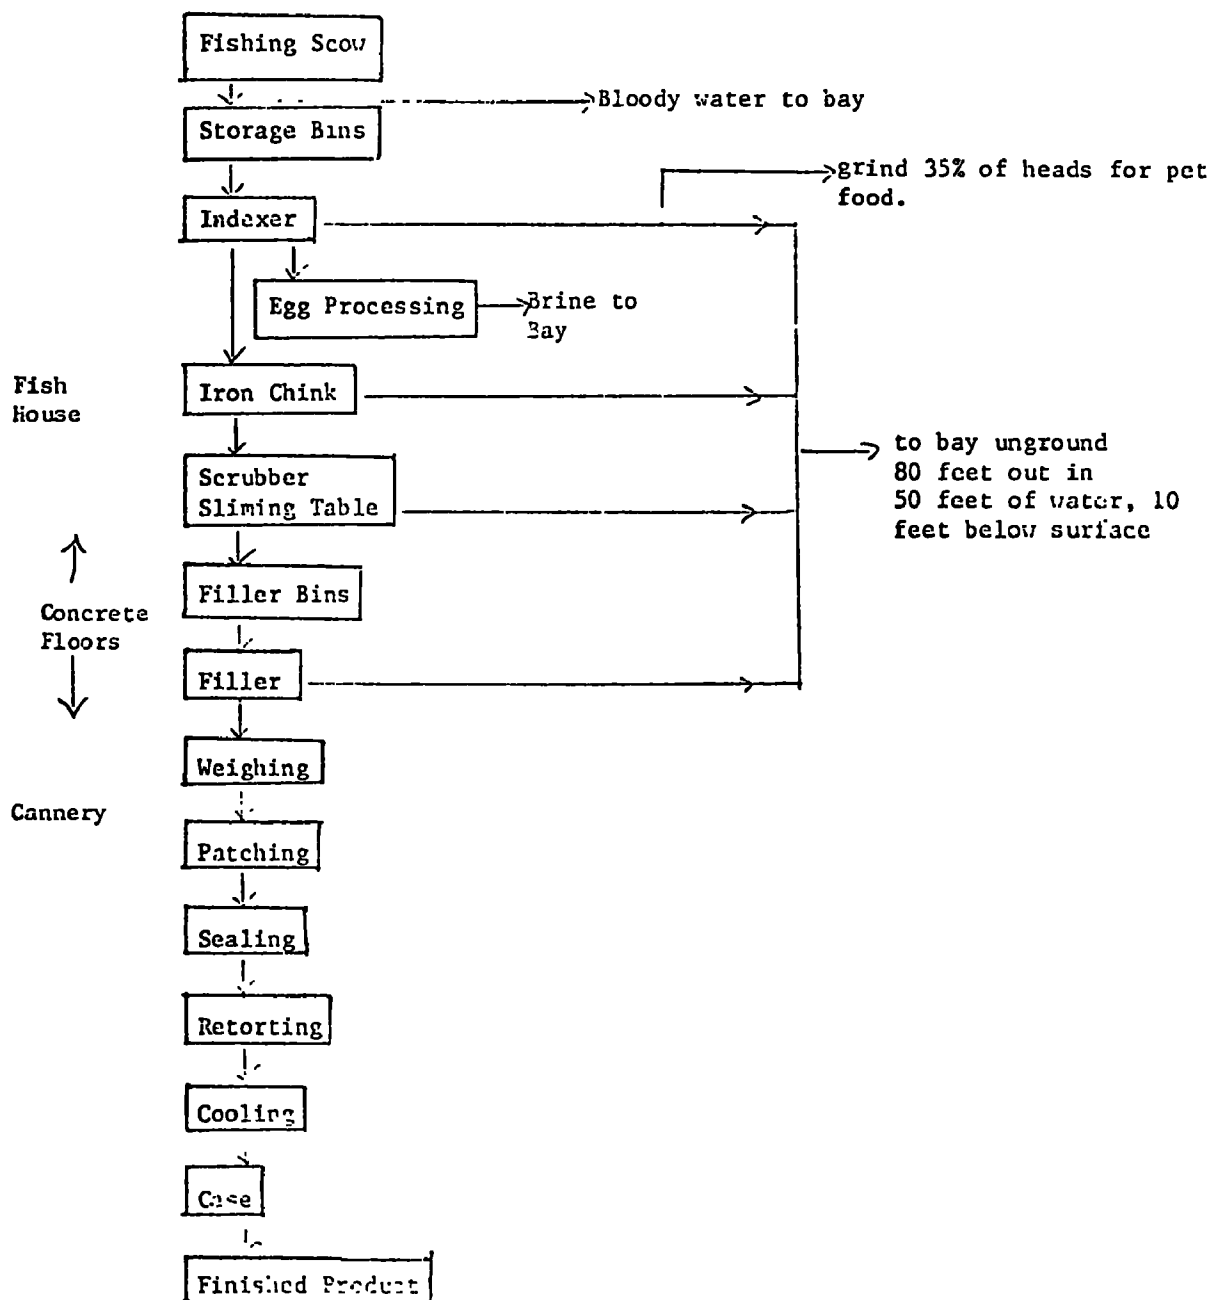 Fishing Scow
Bloody water to bay
Storage Bins
grind 35% of heads for pet
food.
Indexer
Egg Processing
Brine to
Bay
Fish
House
Iron Chink
to bay unground
80 feet out in
50 feet of water, 10
feet below surface
Scrubber
Sliming Table
Filler Bins
Concrete
Floors
Filler
Weighing
Cannery
Patching
Sealing
Retorting
Cooling
Case
Finished Product